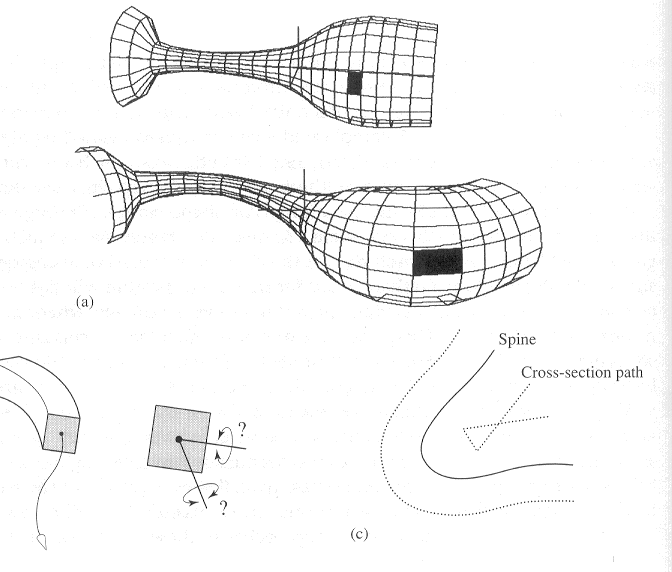 (a)
Spine
Cross-section path
?
?
(c)